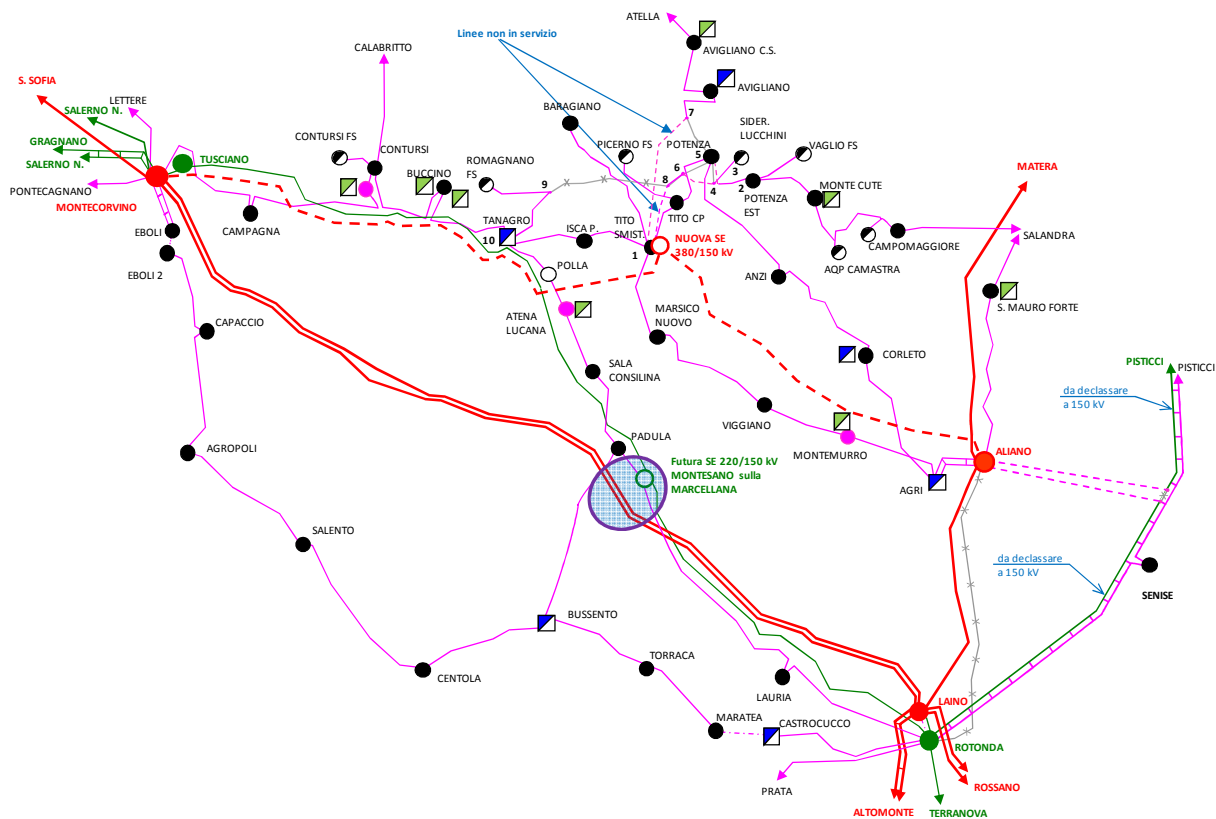 ATELLA
Linee non in servizio
AVIGLIANO C.S.
CALABRITTO
S. SOFIA
AVIGLIANO
LETTERE
BARAGIANO
SALERNO N.
7
SIDER.
LUCCHINI
CONTURSI FS
PICERNO FS
POTENZA
VAGLIO FS
GRAGNANO
CONTURSI
5
SALERNO N.
TUSCIANO
ROMAGNANO
FS
6
3
MATERA
BUCCINO
9
8
4
2
POTENZA
EST
MONTE CUTE
PONTECAGNANO
MONTECORVINO
TITO CP
CAMPAGNA
TANAGRO
TITO
SMIST.
EBOLI
ISCA P.
NUOVA SE
380/150 kV
CAMPOMAGGIORE
SALANDRA
10
1
EBOLI 2
POLLA
AQP CAMASTRA
ANZI
S. MAURO FORTE
ATENA
LUCANA
MARSICO
NUOVO
CAPACCIO
CORLETO
PISTICCI
PISTICCI
SALA
CONSILINA
da declassare
a 150 kV
VIGGIANO
PADULA
AGROPOLI
MONTEMURRO
ALIANO
Futura SE 220/150 kV
MONTESANO sulla
MARCELLANA
AGRI
SALENTO
da declassare
a 150 kV
SENISE
BUSSENTO
TORRACA
CENTOLA
LAURIA
LAINO
MARATEA
CASTROCUCCO
ROTONDA
PRATA
ROSSANO
ALTOMONTE
TERRANOVA